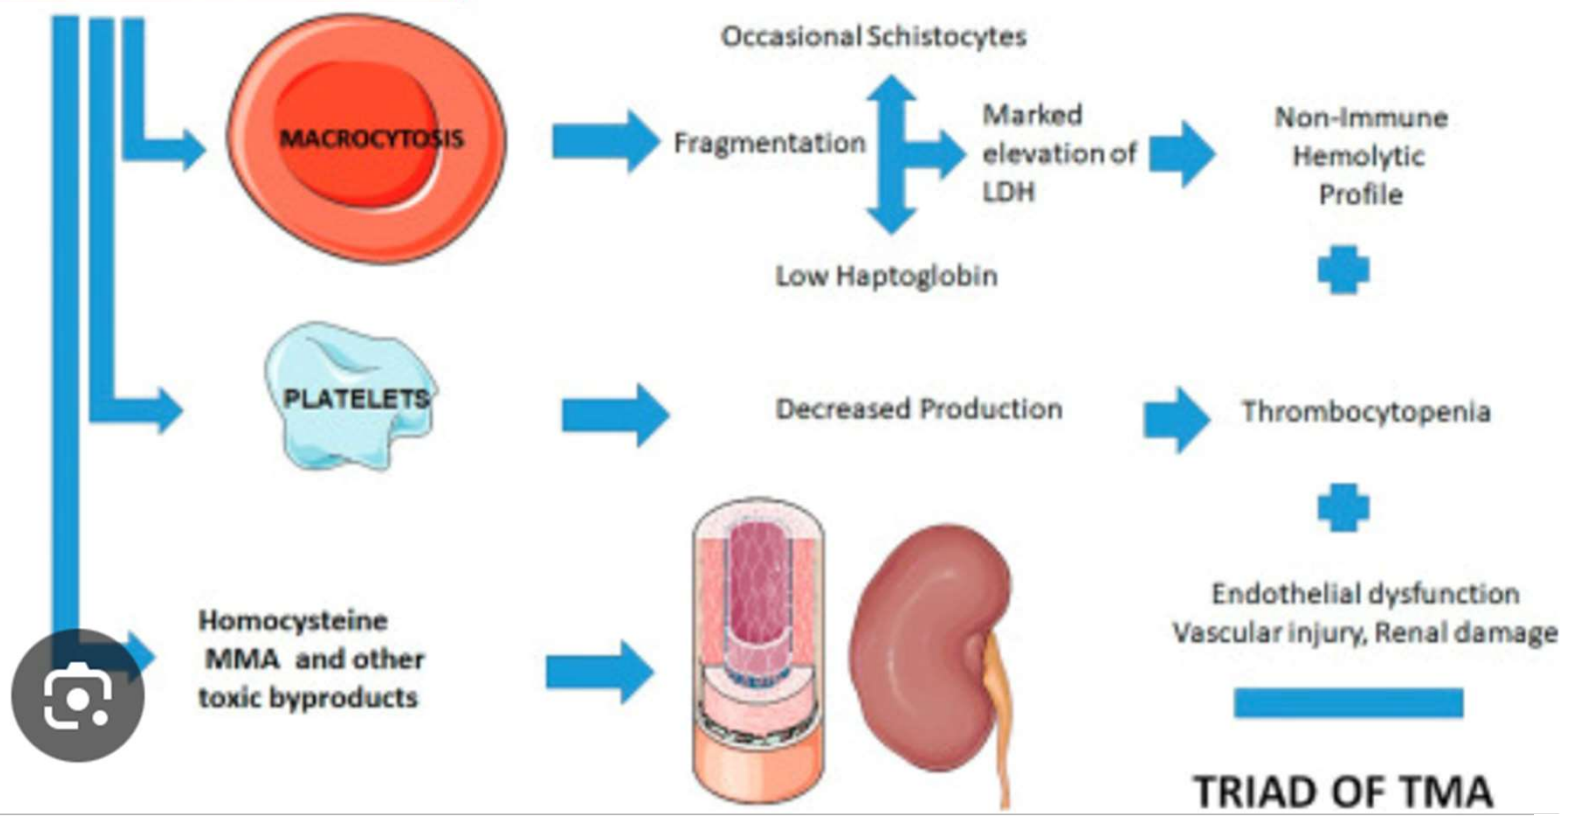 Occasional Schistocytes
MACROCYTOSIS
Fragmentation
Marked
elevation of
LDH
Non-Immune
Hemolytic
Profile
Low Haptoglobin
PLATELETS
Decreased Production
Thrombocytopenia
Homocysteine
MMA and other
toxic byproducts
Endothelial dysfunction
Vascular injury, Renal damage
TRIAD OF TMA